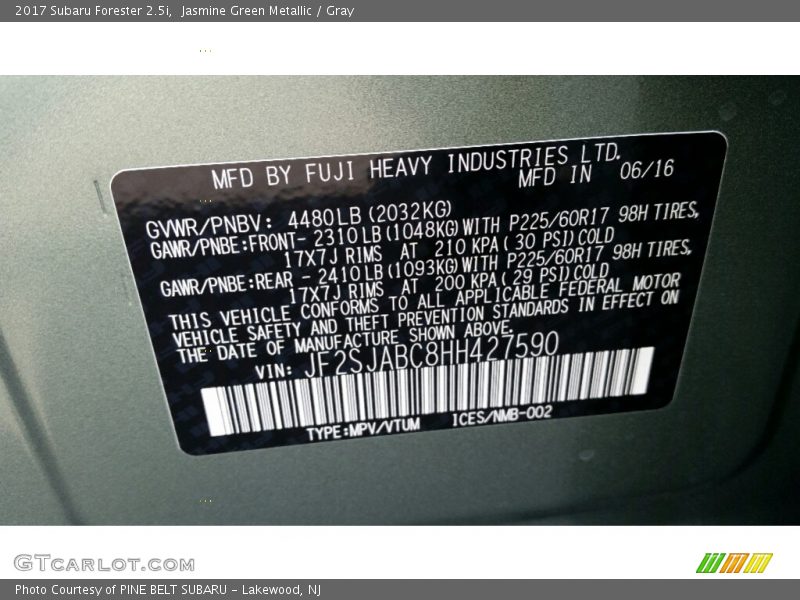 2017 Subaru Forester 2.5i,  Jasmine Green Metallic / Gray
MFD BY FUJI HEAVY INDUSTRIES LTD.
MFD IN 06/16
GVWR/PNBV: 4480LB(2032KG)
GAWR/PNBE:FRONT- 2310LB(1048KG)WITH P225/60R17 98H TIRES,
17X7J RIMS AT 210 KPA( 30 PSI)COLD
GAWR/PNBE:REAR - 2410LB(1093KG)WITH P225/60R17 98H TIRES,
17X7J RIMS AT 200 KPA( 29 PSI)COLD
THIS VEHICLE CONFORMS TO ALL APPLICABLE FEDERAL MOTOR
VEHICLE SAFETY AND THEFT PREVENTION STANDARDS IN EFFECT ON
THE DATE OF MANUFACTURE SHOWN ABOVE.
VIN: JF2SJABC8HH427590
TYPE:MPV/VTUM ICES/NMB-002
GTCARLOT.COM
Photo Courtesy of PINE BELT SUBARU - Lakewood, NJ